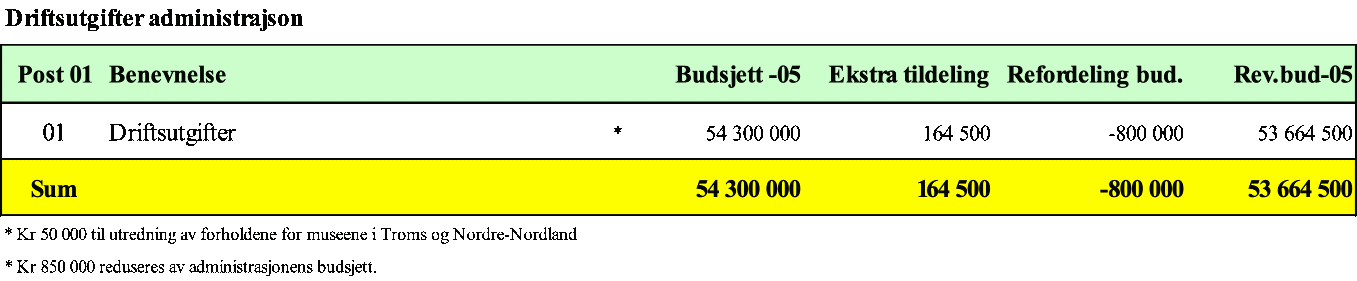 Driftsutgifter administrajson
Post 01 Benevnelse Budsjett -05 Ekstra tildeling Refordeling bud. Rev.bud-05
01 Driftsutgifter * 54 300 000 164 500 -800 000 53 664 500
Sum 54 300 000 164 500 -800 000 53 664 500
* Kr 50 000 til utredning av forholdene for museene i Troms og Nordre-Nordland
* Kr 850 000 reduseres av administrasjonens budsjett.